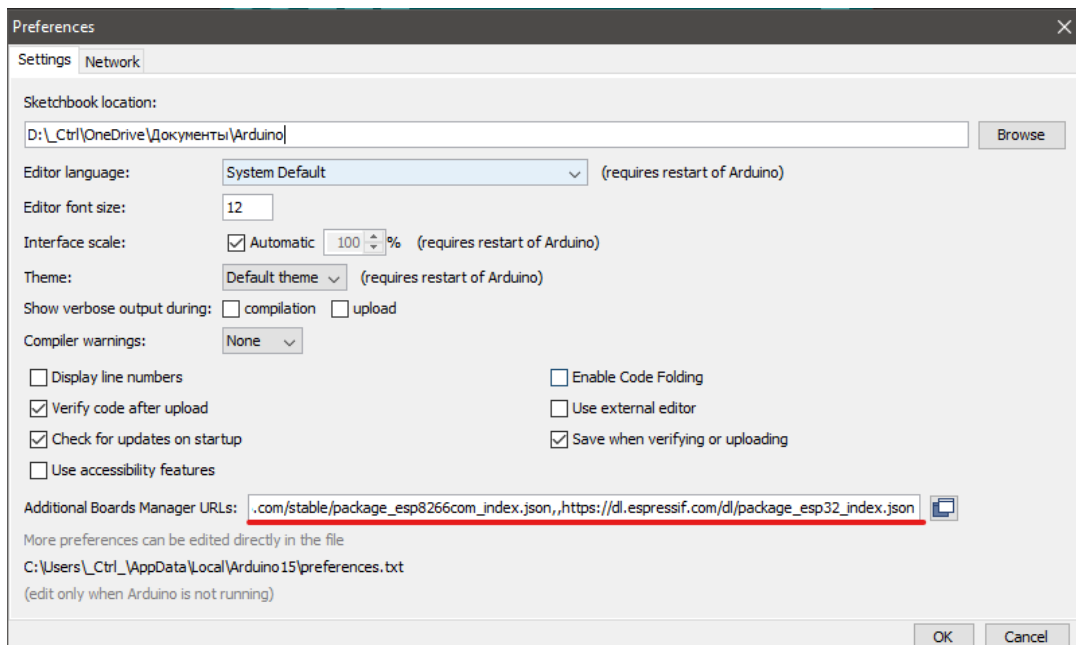 Preferences
Settings Network
Sketchbook location:
D:\_Ctrl\OneDrive\Документы\Arduino Browse
Editor language: System Default (requires restart of Arduino)
Editor font size: 12
Interface scale: Automatic 100 % (requires restart of Arduino)
Theme: Default theme (requires restart of Arduino)
Show verbose output during: compilation upload
Compiler warnings: None
Display line numbers Enable Code Folding
Verify code after upload Use external editor
Check for updates on startup Save when verifying or uploading
Use accessibility features
Additional Boards Manager URLs: .com/stable/package_esp8266com_index.json,,https://dl.espressif.com/dl/package_esp32_index.json
More preferences can be edited directly in the file
C:\Users\_Ctrl_\AppData\Local\Arduino15\preferences.txt
(edit only when Arduino is not running)
OK Cancel